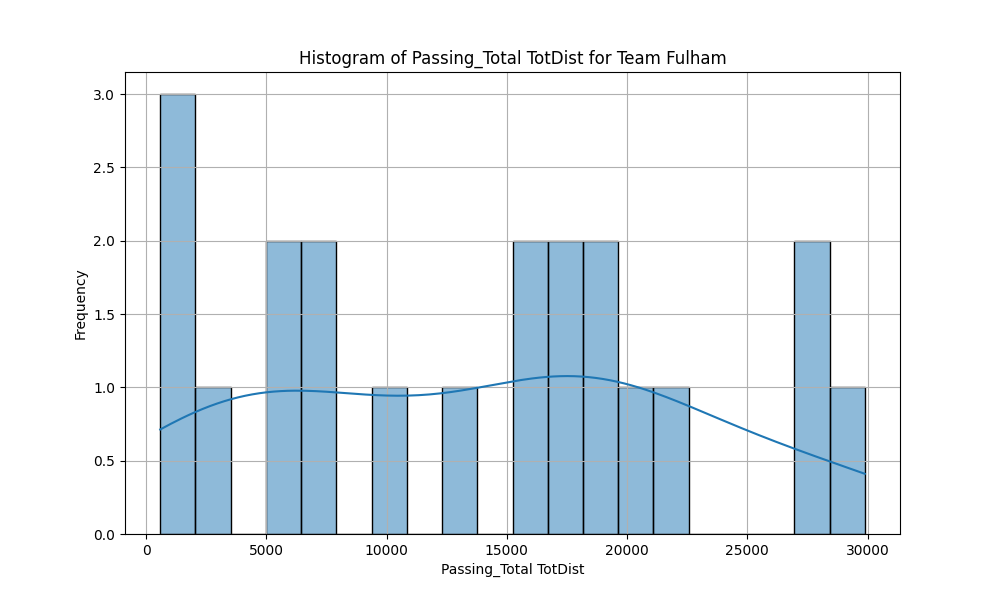 Histogram of Passing_Total TotDist for Team Fulham
3.0
2.5
2.0
1.5
1.0
0.5
0.0
Frequency
0 5000 10000 15000 20000 25000 30000
Passing_Total TotDist